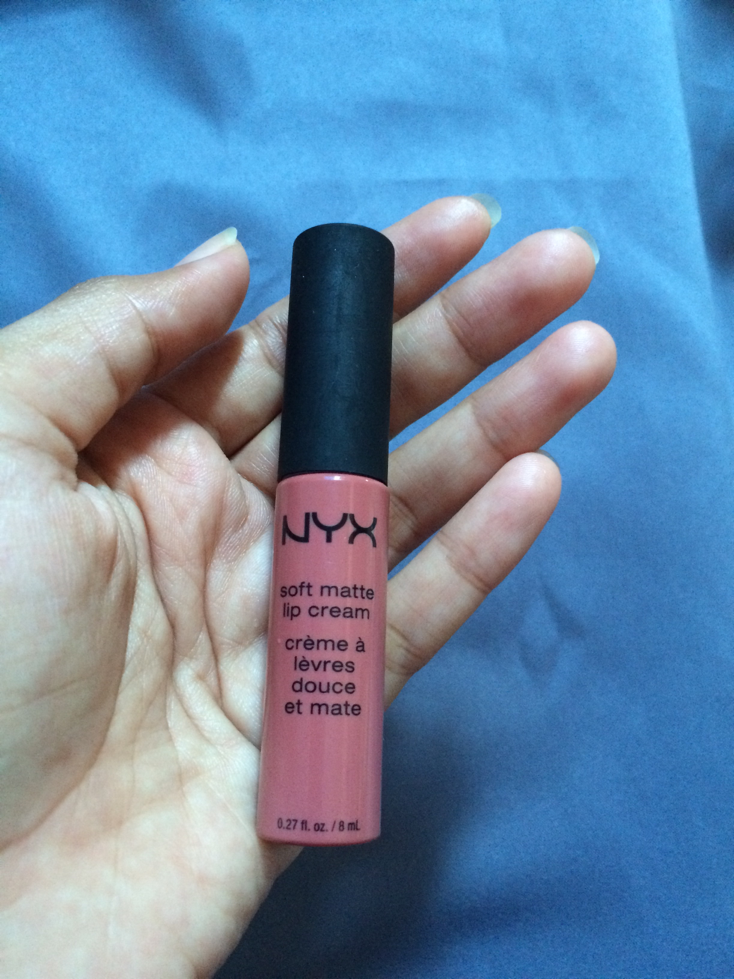 NYX
soft matte
lip cream
crème à
lèvres
douce
et mate
0.27 fl. oz. / 8 mL